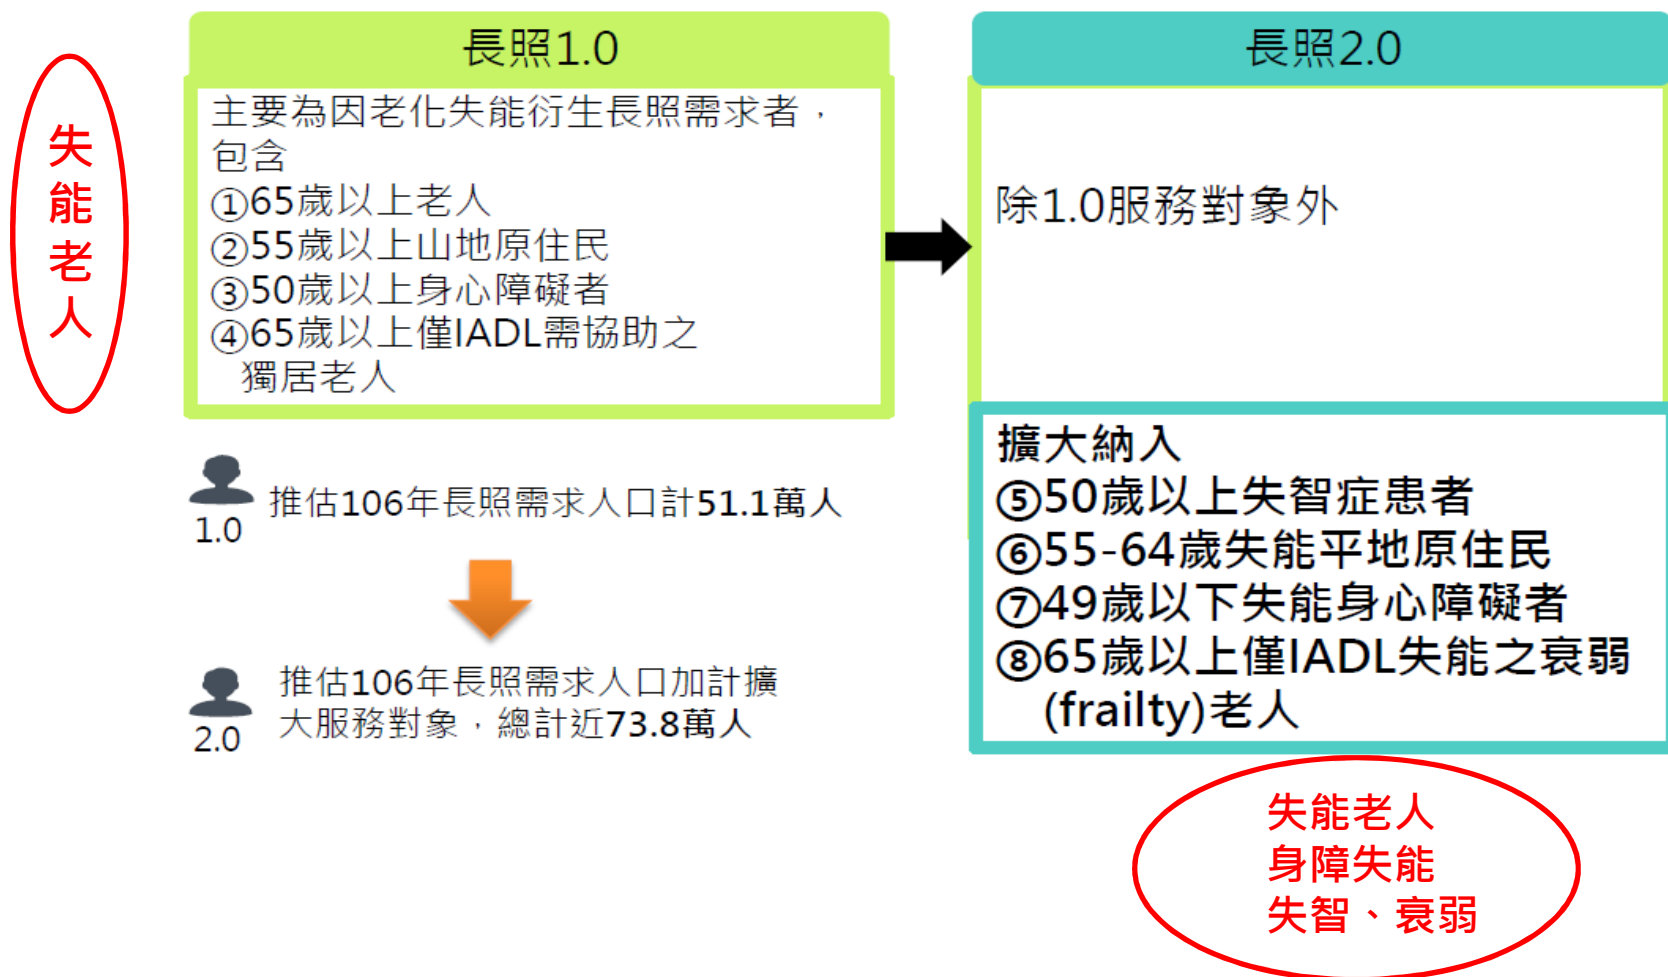 失能老人
長照1.0
主要為因老化失能衍生長照需求者，
包含
①65歲以上老人
②55歲以上山地原住民
③50歲以上身心障礙者
④65歲以上僅IADL需協助之
獨居老人
1.0
推估106年長照需求人口計51.1萬人
2.0
推估106年長照需求人口加計擴
大服務對象，總計近73.8萬人
長照2.0
除1.0服務對象外
擴大納入
⑤50歲以上失智症患者
⑥55-64歲失能平地原住民
⑦49歲以下失能身心障礙者
⑧65歲以上僅IADL失能之衰弱
(frailty)老人
失能老人
身障失能
失智、衰弱